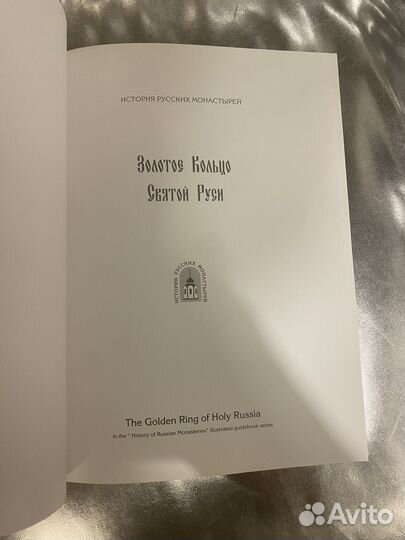 ИСТОРИЯ РУССКИХ МОНАСТЫРЕЙ
Золотое Кольцо
Святой Руси
ИСТОРИЯ РУССКИХ МОНАСТЫРЕЙ
The Golden Ring of Holy Russia
in the " History of Russian Monasteries" illustrated guidebook series
Avito